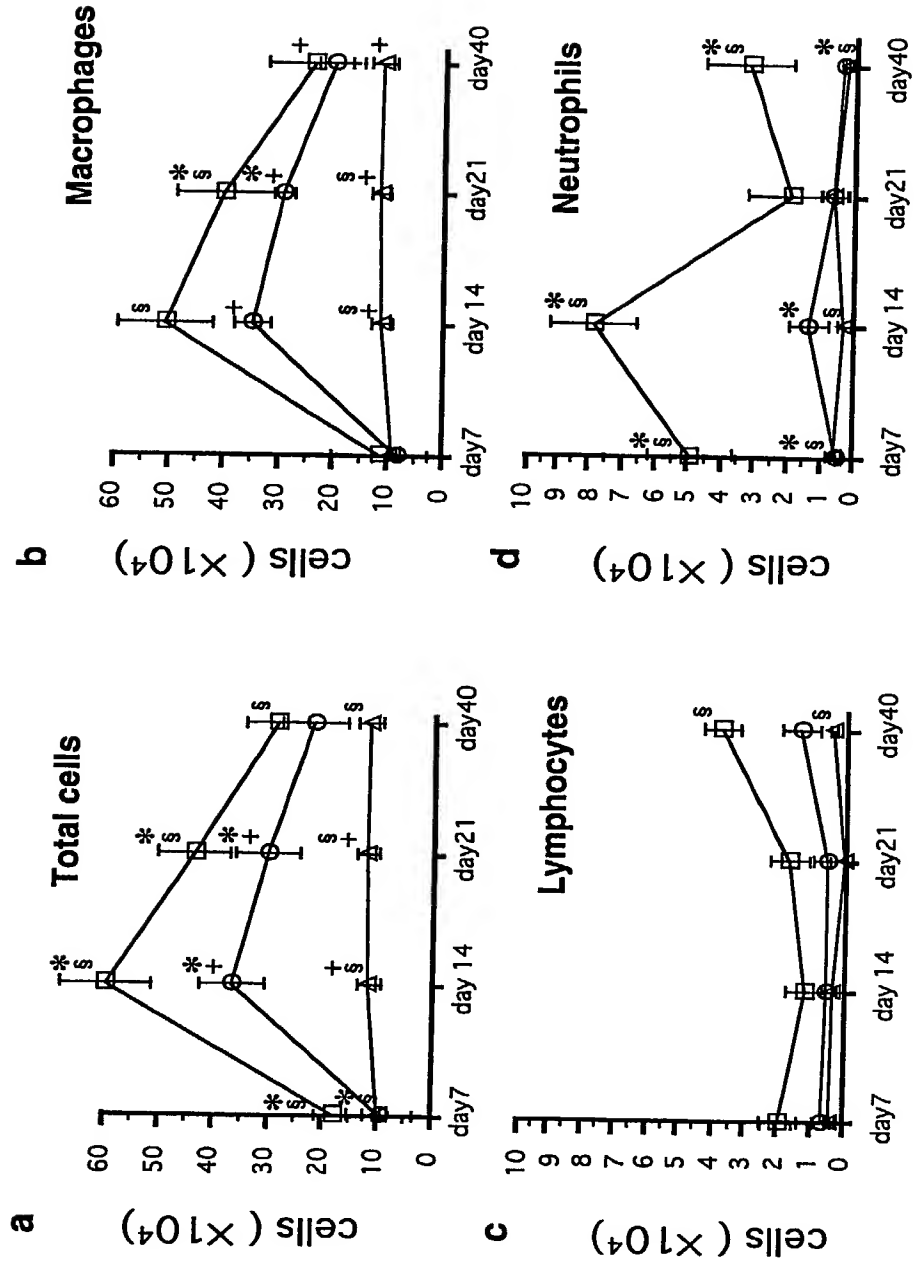 a
Total cells
cells (×10⁴)
60
50
40
30
20
10
0
* §
* §
* §
* +
* §
* +
+ §
§ +
§
§
day7
day 14
day21
day40
b
Macrophages
cells (×10⁴)
60
50
40
30
20
10
0
§
+
§ +
* §
* +
§ +
+
+
day7
day 14
day21
day40
c
Lymphocytes
cells (×10⁴)
10
9
8
7
6
5
4
3
2
1
0
§
§
day7
day 14
day21
day40
d
Neutrophils
cells (×10⁴)
10
9
8
7
6
5
4
3
2
1
0
* §
* §
* §
*
§
* §
* §
day7
day 14
day21
day40